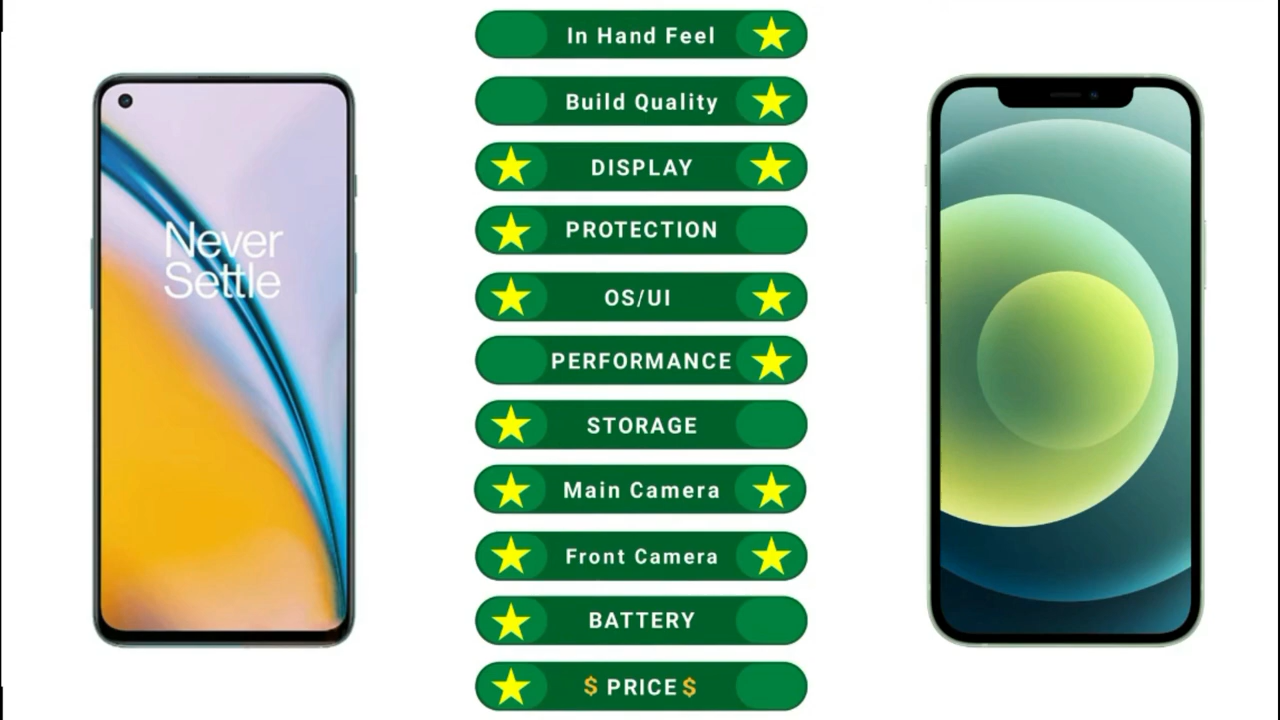 Never
Settle
In Hand Feel
Build Quality
DISPLAY
PROTECTION
OS/UI
PERFORMANCE
STORAGE
Main Camera
Front Camera
BATTERY
$ PRICE $